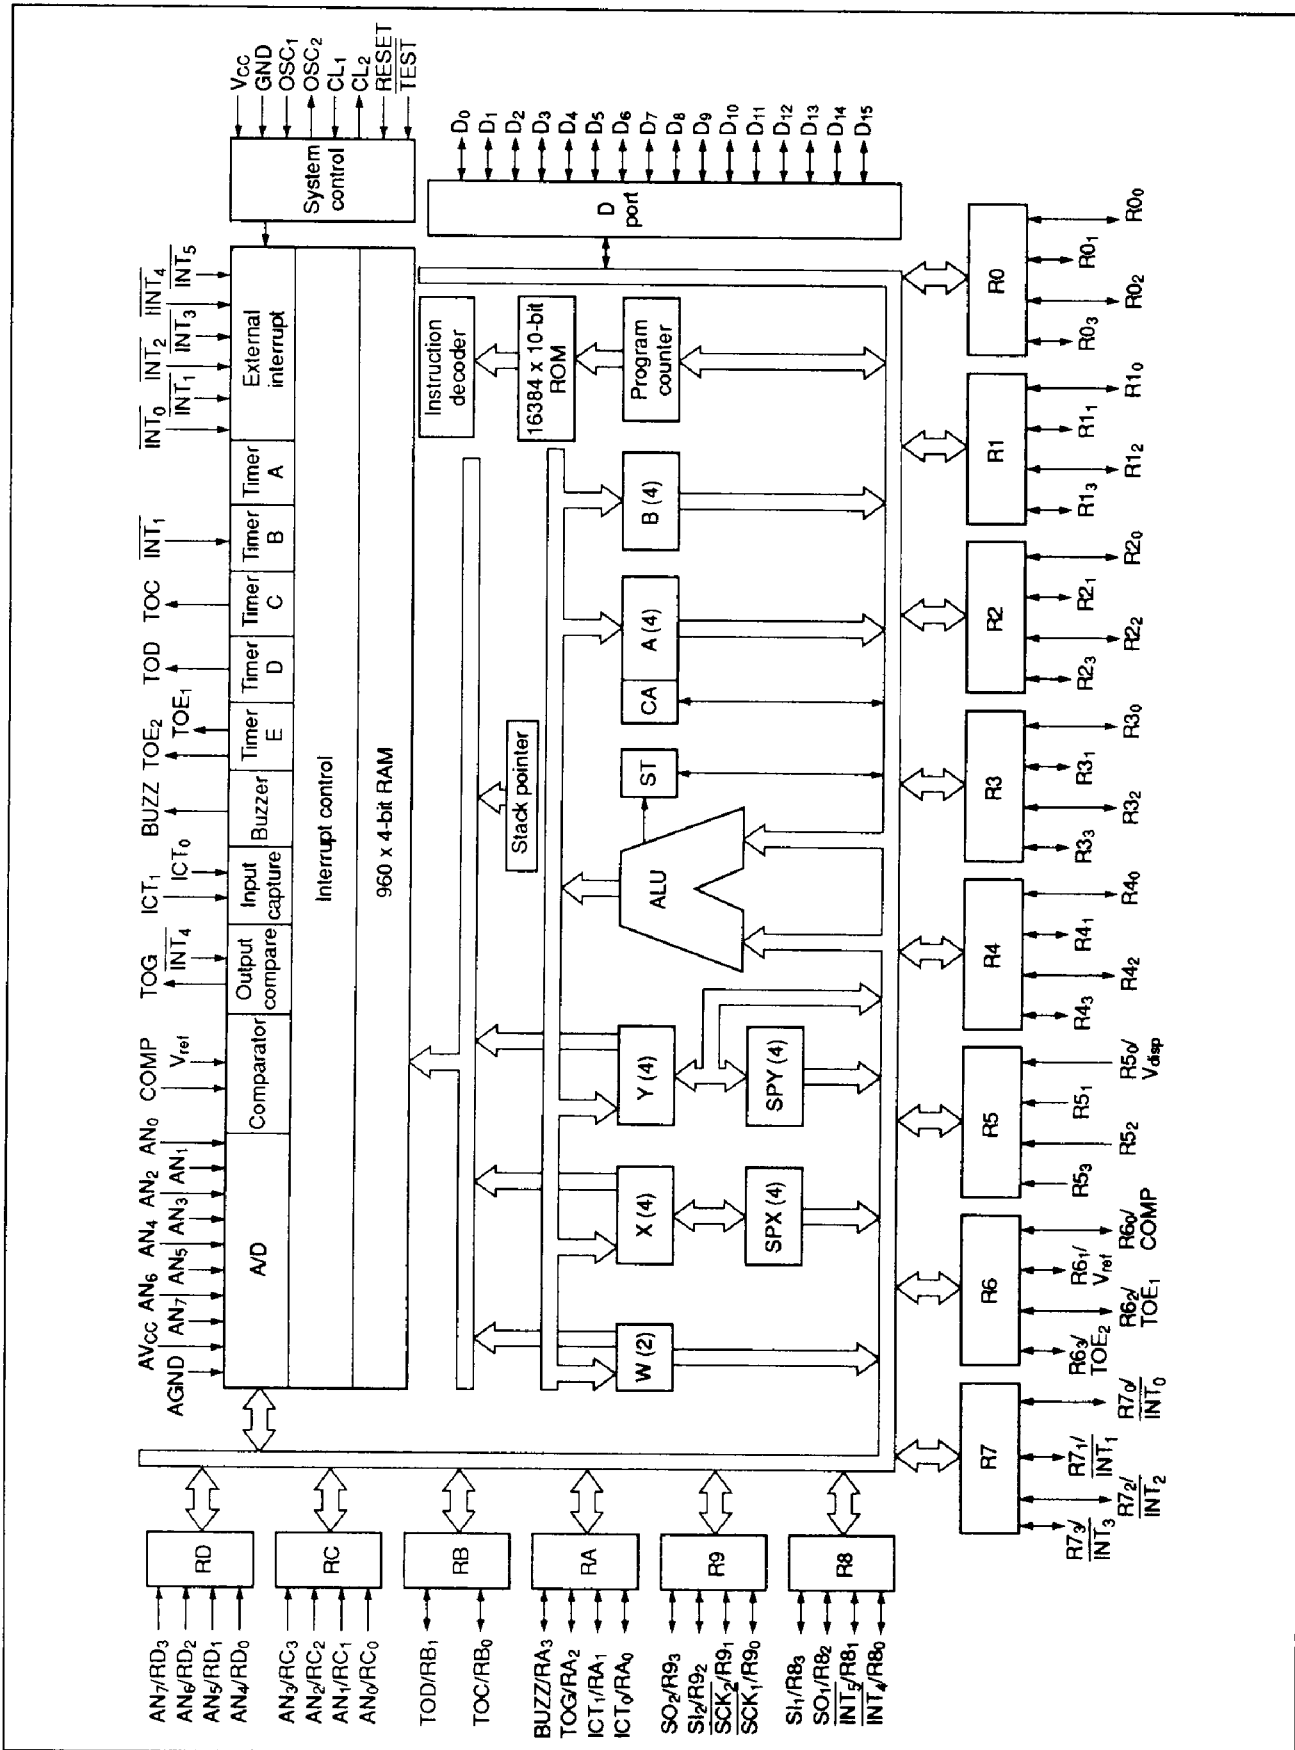 VCC
GND
OSC1
OSC2
CL1
CL2
RESET
TEST
System
control
D0
D1
D2
D3
D4
D5
D6
D7
D8
D9
D10
D11
D12
D13
D14
D15
D
port
INT0
INT1
INT2
INT3
INT4
INT5
External
interrupt
Timer
A
INT1
Timer
B
TOC
Timer
C
TOD
Timer
D
TOE1
TOE2
Timer
E
BUZZ
Buzzer
ICT0
ICT1
Input
capture
INT4
TOG
Output
compare
Vref
COMP
Comparator
AN0
AN1
AN2
AN3
AN4
AN5
AN6
AN7
AVCC
AGND
A/D
Interrupt control
960 x 4-bit RAM
Instruction
decoder
16384 x 10-bit
ROM
Program
counter
Stack pointer
B (4)
A (4)
CA
ST
ALU
Y (4)
SPY (4)
X (4)
SPX (4)
W (2)
R0
R00
R01
R02
R03
R1
R10
R11
R12
R13
R2
R20
R21
R22
R23
R3
R30
R31
R32
R33
R4
R40
R41
R42
R43
R5
R50/
Vdisp
R51
R52
R53
R6
R60/
COMP
R61/
Vref
R62/
TOE1
R63/
TOE2
R7
R70/
INT0
R71/
INT1
R72/
INT2
R73/
INT3
RD
AN7/RD3
AN6/RD2
AN5/RD1
AN4/RD0
RC
AN3/RC3
AN2/RC2
AN1/RC1
AN0/RC0
RB
TOD/RB1
TOC/RB0
RA
BUZZ/RA3
TOG/RA2
ICT1/RA1
ICT0/RA0
R9
SO2/R93
SI2/R92
SCK2/R91
SCK1/R90
R8
SI1/R83
SO1/R82
INT5/R81
INT4/R80